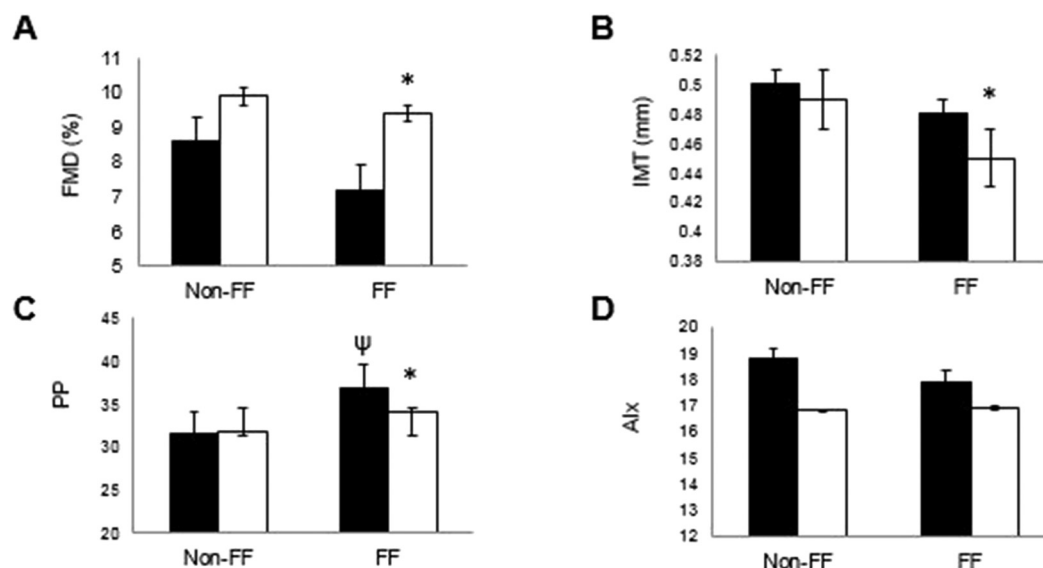 A
11
10
9
8
7
6
5
FMD (%)
*
Non-FF
FF
B
0.52
0.5
0.48
0.46
0.44
0.42
0.4
0.38
IMT (mm)
*
Non-FF
FF
C
45
40
35
30
25
20
PP
ψ
*
Non-FF
FF
D
20
19
18
17
16
15
14
13
12
AIx
Non-FF
FF